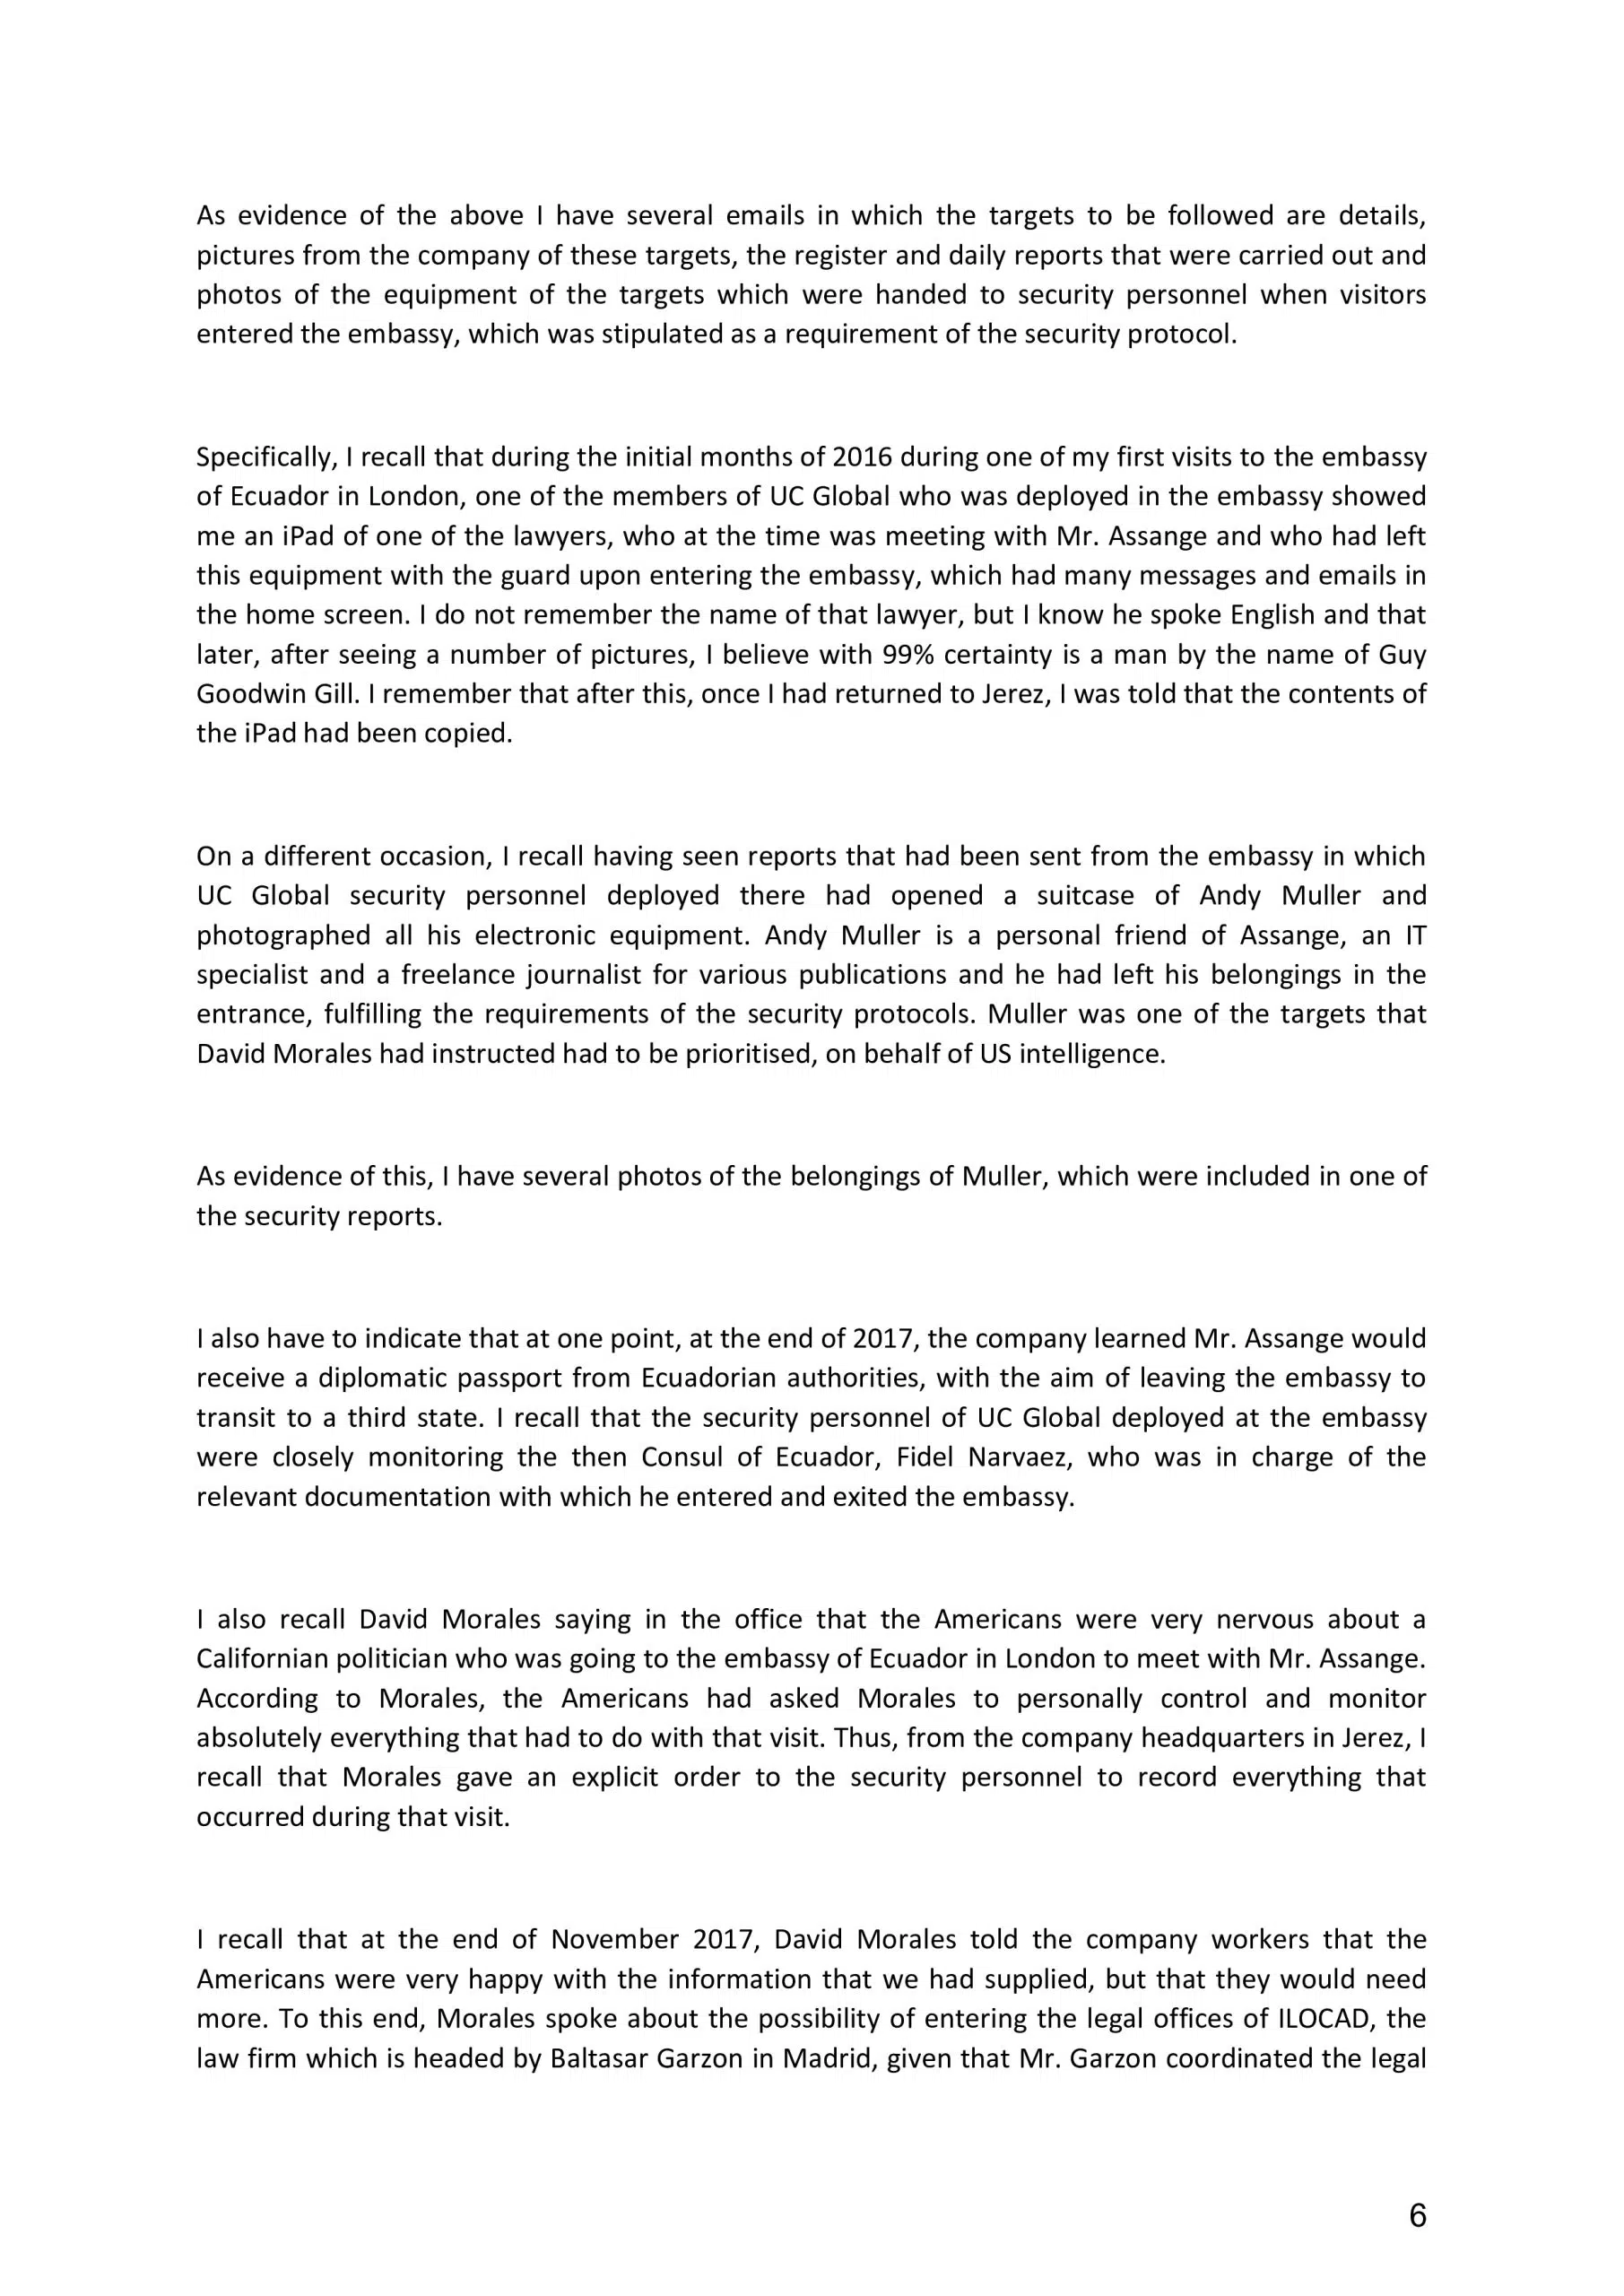 As evidence of the above I have several emails in which the targets to be followed are details,
pictures from the company of these targets, the register and daily reports that were carried out and
photos of the equipment of the targets which were handed to security personnel when visitors
entered the embassy, which was stipulated as a requirement of the security protocol.
Specifically, I recall that during the initial months of 2016 during one of my first visits to the embassy
of Ecuador in London, one of the members of UC Global who was deployed in the embassy showed
me an iPad of one of the lawyers, who at the time was meeting with Mr. Assange and who had left
this equipment with the guard upon entering the embassy, which had many messages and emails in
the home screen. I do not remember the name of that lawyer, but I know he spoke English and that
later, after seeing a number of pictures, I believe with 99% certainty is a man by the name of Guy
Goodwin Gill. I remember that after this, once I had returned to Jerez, I was told that the contents of
the iPad had been copied.
On a different occasion, I recall having seen reports that had been sent from the embassy in which
UC Global security personnel deployed there had opened a suitcase of Andy Muller and
photographed all his electronic equipment. Andy Muller is a personal friend of Assange, an IT
specialist and a freelance journalist for various publications and he had left his belongings in the
entrance, fulfilling the requirements of the security protocols. Muller was one of the targets that
David Morales had instructed had to be prioritised, on behalf of US intelligence.
As evidence of this, I have several photos of the belongings of Muller, which were included in one of
the security reports.
I also have to indicate that at one point, at the end of 2017, the company learned Mr. Assange would
receive a diplomatic passport from Ecuadorian authorities, with the aim of leaving the embassy to
transit to a third state. I recall that the security personnel of UC Global deployed at the embassy
were closely monitoring the then Consul of Ecuador, Fidel Narvaez, who was in charge of the
relevant documentation with which he entered and exited the embassy.
I also recall David Morales saying in the office that the Americans were very nervous about a
Californian politician who was going to the embassy of Ecuador in London to meet with Mr. Assange.
According to Morales, the Americans had asked Morales to personally control and monitor
absolutely everything that had to do with that visit. Thus, from the company headquarters in Jerez, I
recall that Morales gave an explicit order to the security personnel to record everything that
occurred during that visit.
I recall that at the end of November 2017, David Morales told the company workers that the
Americans were very happy with the information that we had supplied, but that they would need
more. To this end, Morales spoke about the possibility of entering the legal offices of ILOCAD, the
law firm which is headed by Baltasar Garzon in Madrid, given that Mr. Garzon coordinated the legal
6